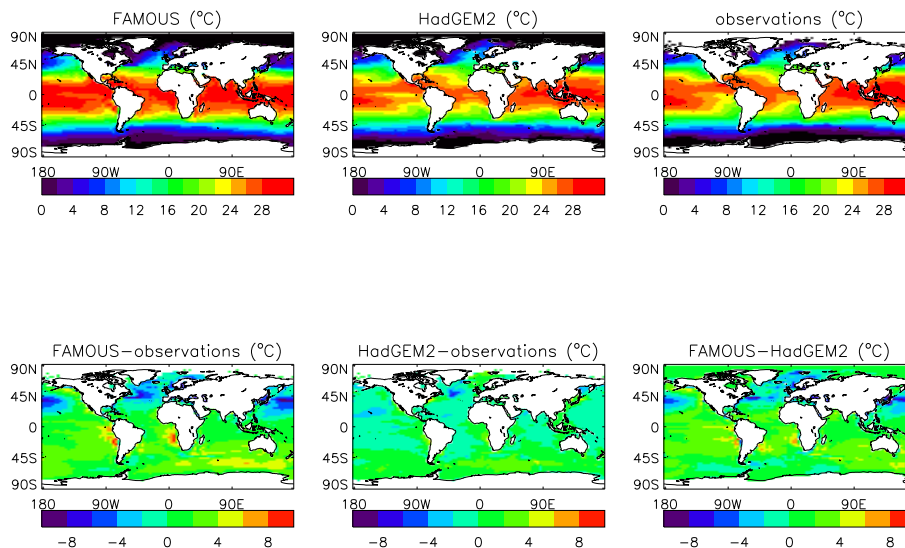 FAMOUS (°C)
HadGEM2 (°C)
observations (°C)
90N
45N
0
45S
90S
180 90W 0 90E
0 4 8 12 16 20 24 28
90N
45N
0
45S
90S
180 90W 0 90E
0 4 8 12 16 20 24 28
90N
45N
0
45S
90S
180 90W 0 90E
0 4 8 12 16 20 24 28
FAMOUS−observations (°C)
HadGEM2−observations (°C)
FAMOUS−HadGEM2 (°C)
90N
45N
0
45S
90S
180 90W 0 90E
−8 −4 0 4 8
90N
45N
0
45S
90S
180 90W 0 90E
−8 −4 0 4 8
90N
45N
0
45S
90S
180 90W 0 90E
−8 −4 0 4 8